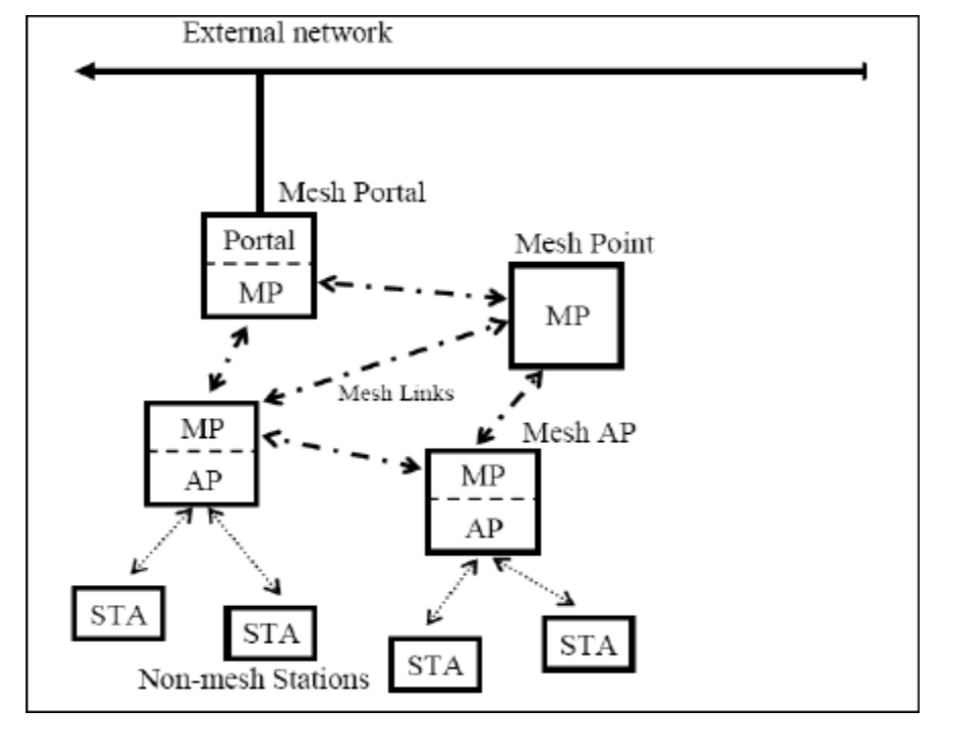 External network
Mesh Portal
Portal
MP
Mesh Point
MP
Mesh Links
MP
AP
Mesh AP
MP
AP
STA
STA
STA
STA
Non-mesh Stations